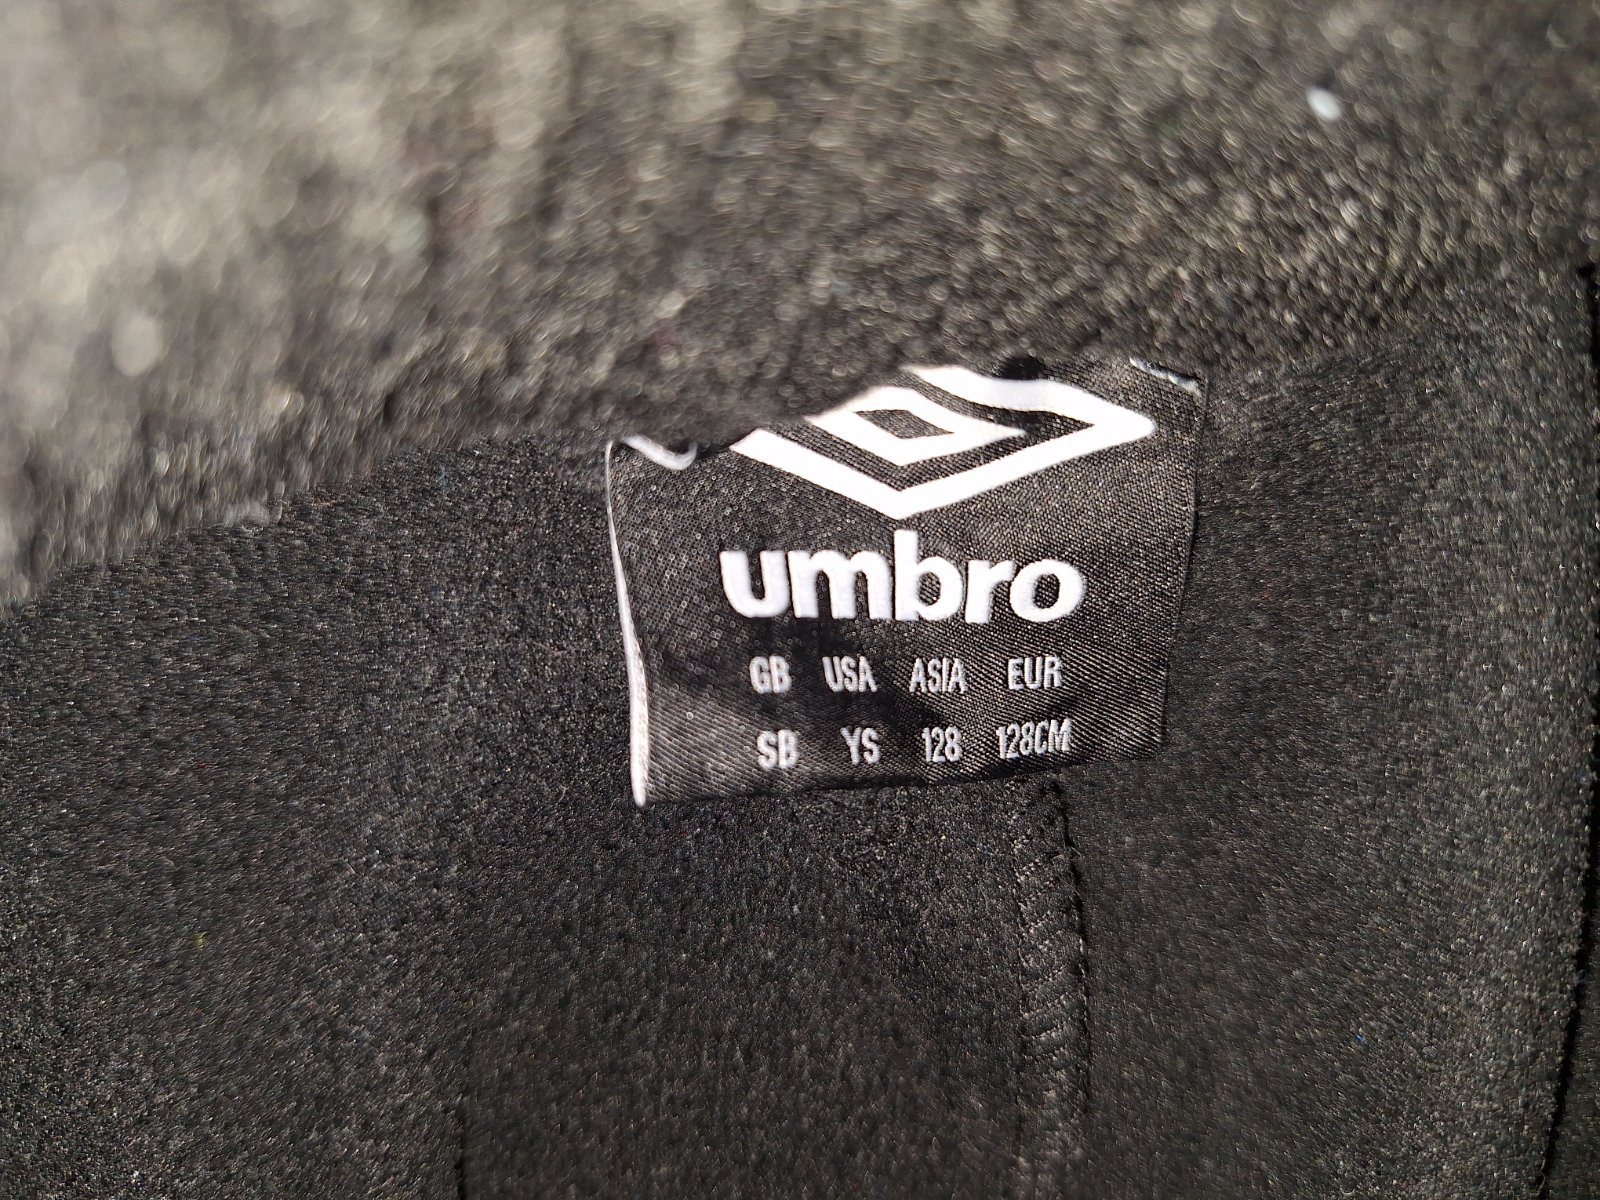 umbro
GB USA ASIA EUR
SB YS 128 128CM